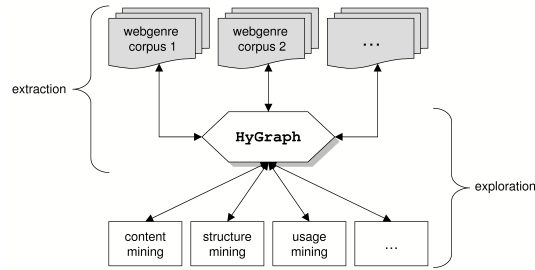 webgenre
corpus 1
webgenre
corpus 2
...
extraction
HyGraph
exploration
content
mining
structure
mining
usage
mining
...